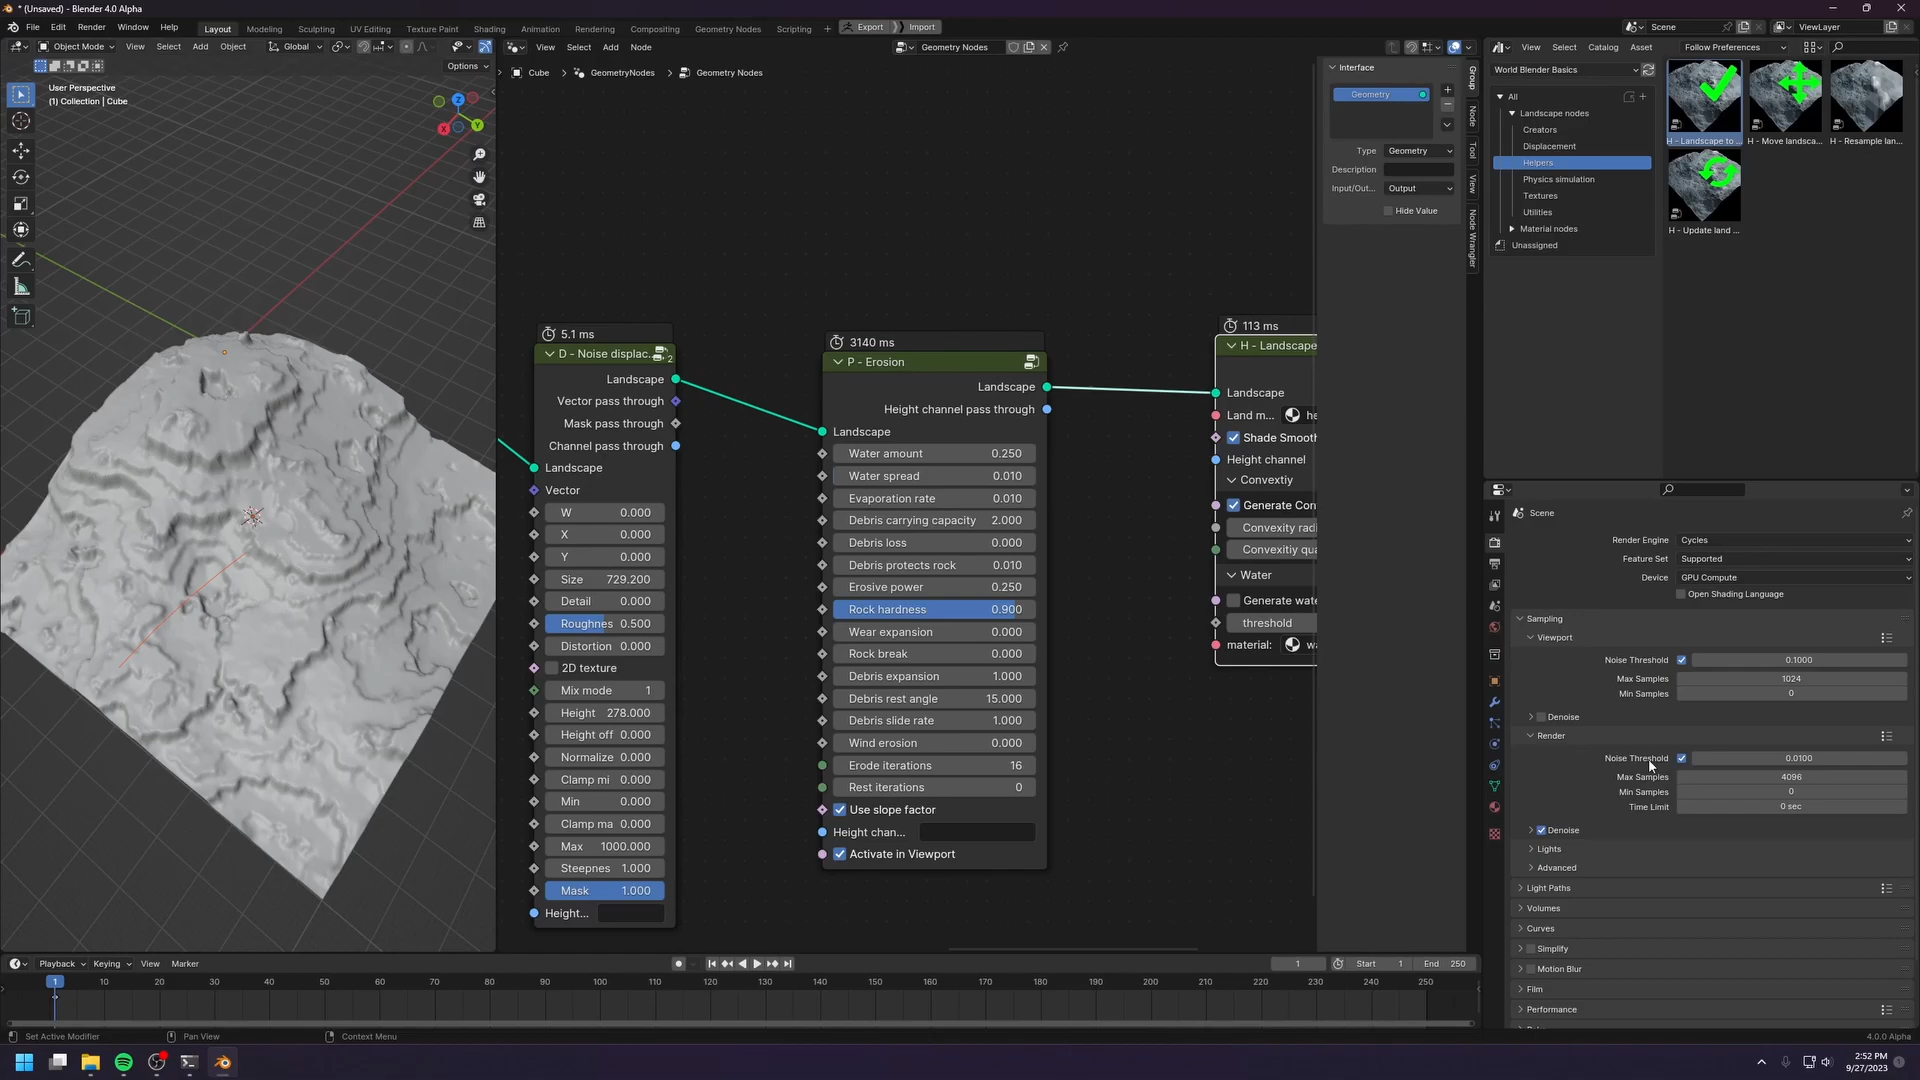 * (Unsaved) - Blender 4.0 Alpha
File Edit Render Window Help Layout Modeling Sculpting UV Editing Texture Paint Shading Animation Rendering Compositing Geometry Nodes Scripting + Export Import Scene ViewLayer
Object Mode View Select Add Object Global View Select Add Node Geometry Nodes View Select Catalog Asset Follow Preferences
Options
Cube > GeometryNodes > Geometry Nodes
User Perspective
(1) Collection | Cube
X
Y
Z
Interface
Geometry
Type Geometry
Description
Input/Out... Output
Hide Value
Group
Node
Tool
View
Node Wrangler
World Blender Basics
All
Landscape nodes
Creators
Displacement
Helpers
Physics simulation
Textures
Utilities
Material nodes
Unassigned
H - Landscape to ...
H - Move landsca...
H - Resample lan...
H - Update land ...
5.1 ms
D - Noise displac...
2
Landscape
Vector pass through
Mask pass through
Channel pass through
Landscape
Vector
W 0.000
X 0.000
Y 0.000
Size 729.200
Detail 0.000
Roughnes 0.500
Distortion 0.000
2D texture
Mix mode 1
Height 278.000
Height off 0.000
Normalize 0.000
Clamp mi 0.000
Min 0.000
Clamp ma 0.000
Max 1000.000
Steepnes 1.000
Mask 1.000
Height...
3140 ms
P - Erosion
Landscape
Height channel pass through
Landscape
Water amount 0.250
Water spread 0.010
Evaporation rate 0.010
Debris carrying capacity 2.000
Debris loss 0.000
Debris protects rock 0.010
Erosive power 0.250
Rock hardness 0.900
Wear expansion 0.000
Rock break 0.000
Debris expansion 1.000
Debris rest angle 15.000
Debris slide rate 1.000
Wind erosion 0.000
Erode iterations 16
Rest iterations 0
Use slope factor
Height chan...
Activate in Viewport
113 ms
H - Landscape
Landscape
Land m... he
Shade Smooth
Height channel
Convextiy
Generate Con
Convexity radi
Convexitiy qua
Water
Generate wate
threshold
material: wa
Scene
Render Engine Cycles
Feature Set Supported
Device GPU Compute
Open Shading Language
Sampling
Viewport
Noise Threshold 0.1000
Max Samples 1024
Min Samples 0
Denoise
Render
Noise Threshold 0.0100
Max Samples 4096
Min Samples 0
Time Limit 0 sec
Denoise
Lights
Advanced
Light Paths
Volumes
Curves
Simplify
Motion Blur
Film
Performance
Playback Keying View Marker 1 Start 1 End 250
1 10 20 30 40 50 60 70 80 90 100 110 120 130 140 150 160 170 180 190 200 210 220 230 240 250
Set Active Modifier Pan View Context Menu 4.0.0 Alpha
2:52 PM
9/27/2023